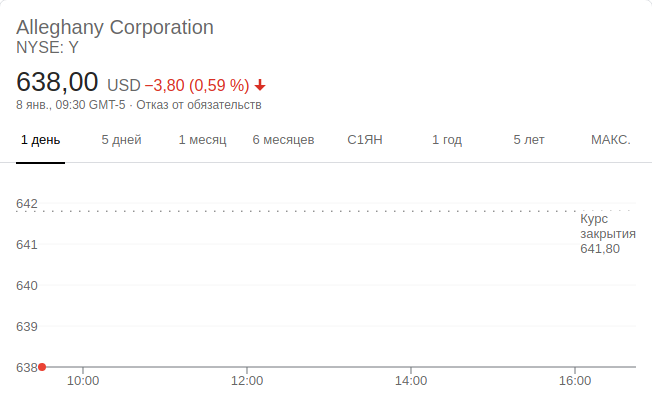 Alleghany Corporation
NYSE: Y
638,00 USD −3,80 (0,59 %)
8 янв., 09:30 GMT-5 · Отказ от обязательств
1 день 5 дней 1 месяц 6 месяцев С1ЯН 1 год 5 лет МАКС.
642
Курс
закрытия
641,80
641
640
639
638
10:00 12:00 14:00 16:00